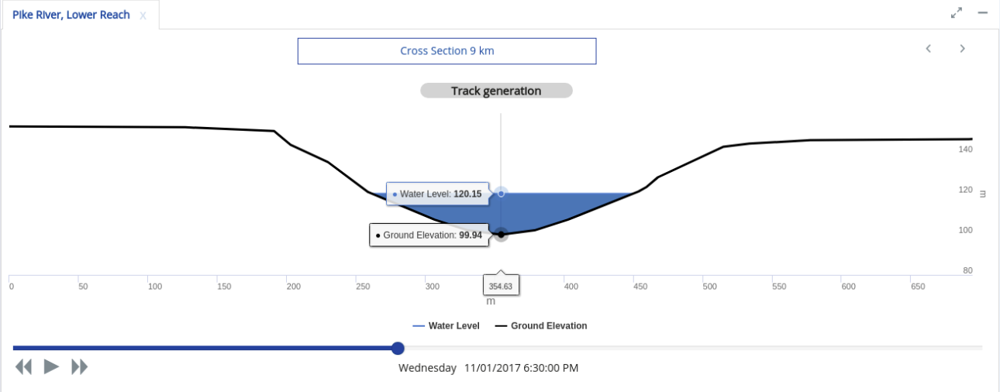 Pike River, Lower Reach X
Cross Section 9 km
Track generation
140
Water Level: 120.15
120
m
Ground Elevation: 99.94
100
80
0 50 100 150 200 250 300 354.63 400 450 500 550 600 650
m
Water Level Ground Elevation
Wednesday 11/01/2017 6:30:00 PM